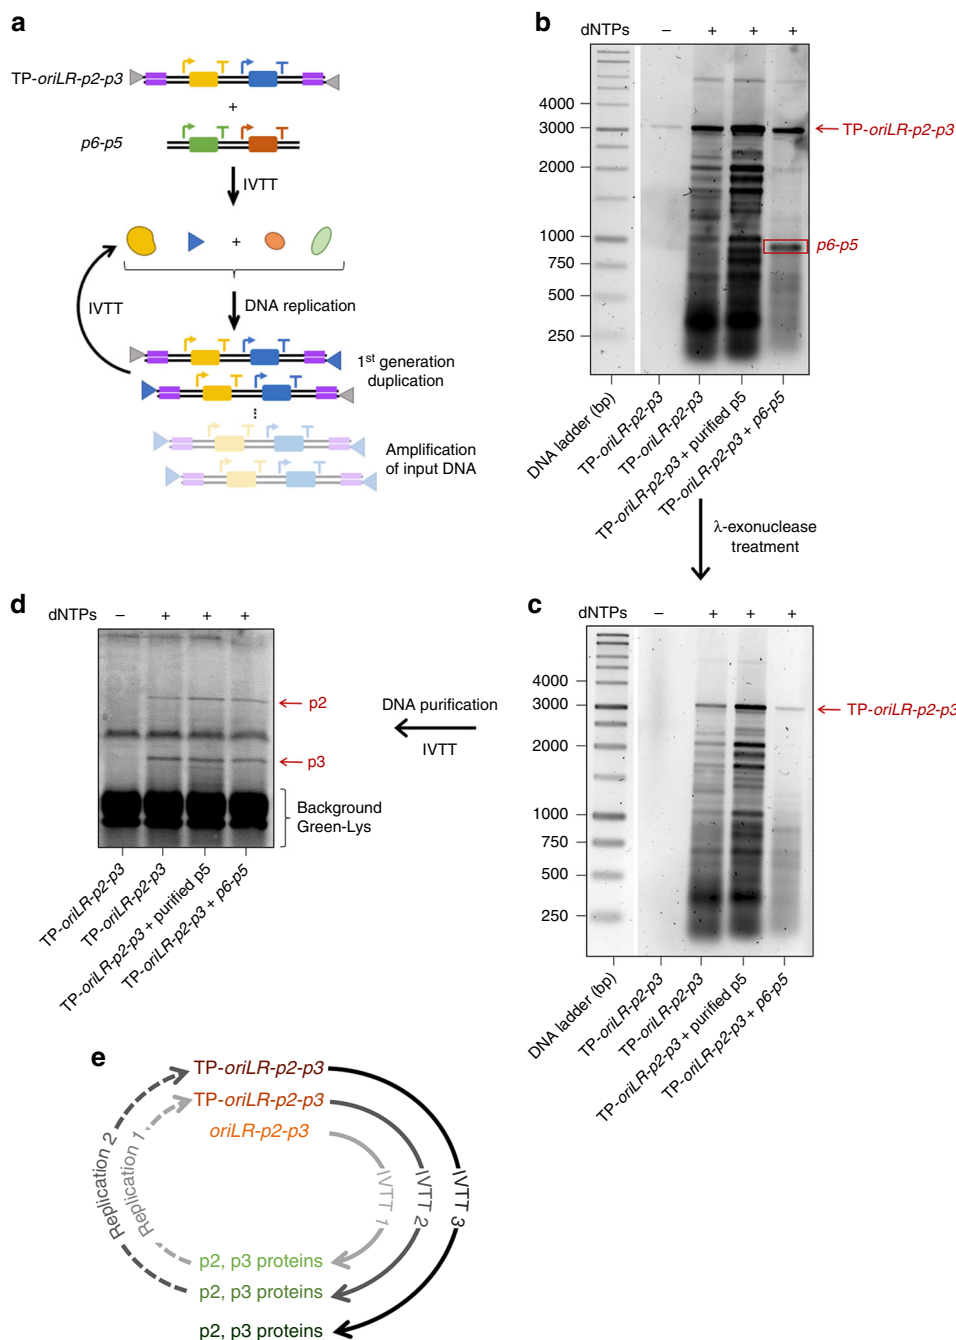 a
TP-oriLR-p2-p3
+
p6-p5
IVTT
+
DNA replication
IVTT
1st generation
duplication
Amplification
of input DNA
b
dNTPs – + + +
4000
3000
2000
1000
750
500
250
TP-oriLR-p2-p3
p6-p5
DNA ladder (bp)
TP-oriLR-p2-p3
TP-oriLR-p2-p3
TP-oriLR-p2-p3 + purified p5
TP-oriLR-p2-p3 + p6-p5
λ-exonuclease
treatment
c
dNTPs – + + +
4000
3000
2000
1000
750
500
250
TP-oriLR-p2-p3
DNA ladder (bp)
TP-oriLR-p2-p3
TP-oriLR-p2-p3
TP-oriLR-p2-p3 + purified p5
TP-oriLR-p2-p3 + p6-p5
DNA purification
IVTT
d
dNTPs – + + +
p2
p3
Background
Green-Lys
TP-oriLR-p2-p3
TP-oriLR-p2-p3
TP-oriLR-p2-p3 + purified p5
TP-oriLR-p2-p3 + p6-p5
e
TP-oriLR-p2-p3
TP-oriLR-p2-p3
oriLR-p2-p3
Replication 2
Replication 1
IVTT 1
IVTT 2
IVTT 3
p2, p3 proteins
p2, p3 proteins
p2, p3 proteins